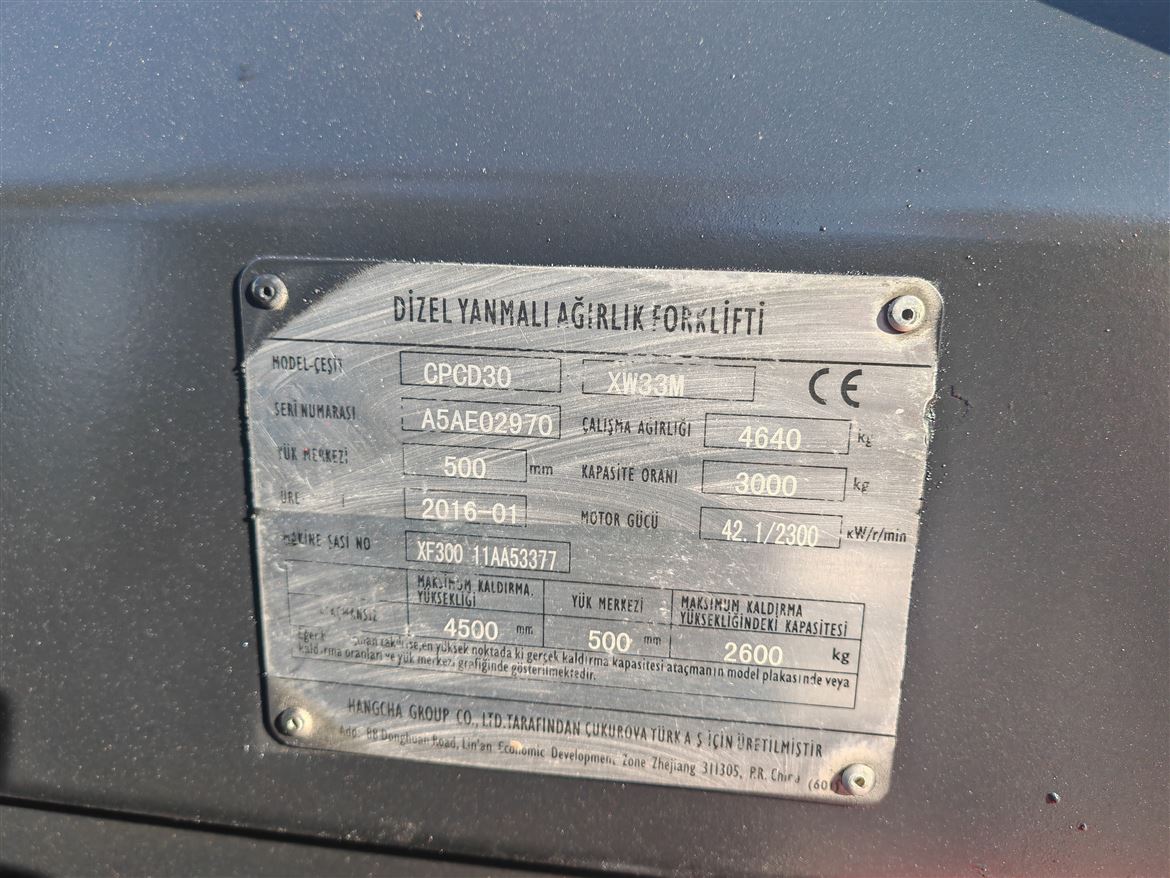 DİZEL YANMALI AĞIRLIK FORKLİFTİ
MODEL-ÇEŞİT CPCD30 XW33M CE
SERİ NUMARASI A5AE02970 ÇALIŞMA AĞIRLIĞI 4640 kg
YÜK MERKEZİ 500 mm KAPASİTE ORANI 3000 kg
2016-01 MOTOR GÜCÜ 42.1/2300 kW/r/min
MAKİNE ŞASİ NO XF300 11AA53377
MAKSİMUM KALDIRMA YÜKSEKLİĞİ YÜK MERKEZİ MAKSİMUM KALDIRMA YÜKSEKLİĞİNDEKİ KAPASİTESİ
4500 mm 500 mm 2600 kg
Eğer en yüksek noktada ki gerçek kaldırma kapasitesi ataçmanın model plakasında veya
kaldırma oranları ve yük merkezi grafiğinde gösterilmektedir.
HANGCHA GROUP CO., LTD. TARAFINDAN ÇUKUROVA TÜRK A Ş İÇİN ÜRETİLMİŞTİR
Add: 88 Donghuan Road, Lin'an Economic Development Zone Zhejiang 311305, P.R. China